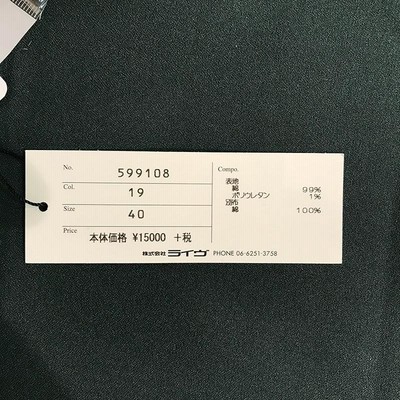 No. 599108
Col. 19
Size 40
Price 本体価格 ¥15000 +税
Compo.
表地
綿 99%
ポリウレタン 1%
別布
綿 100%
株式会社 ライヴ PHONE 06-6251-3758